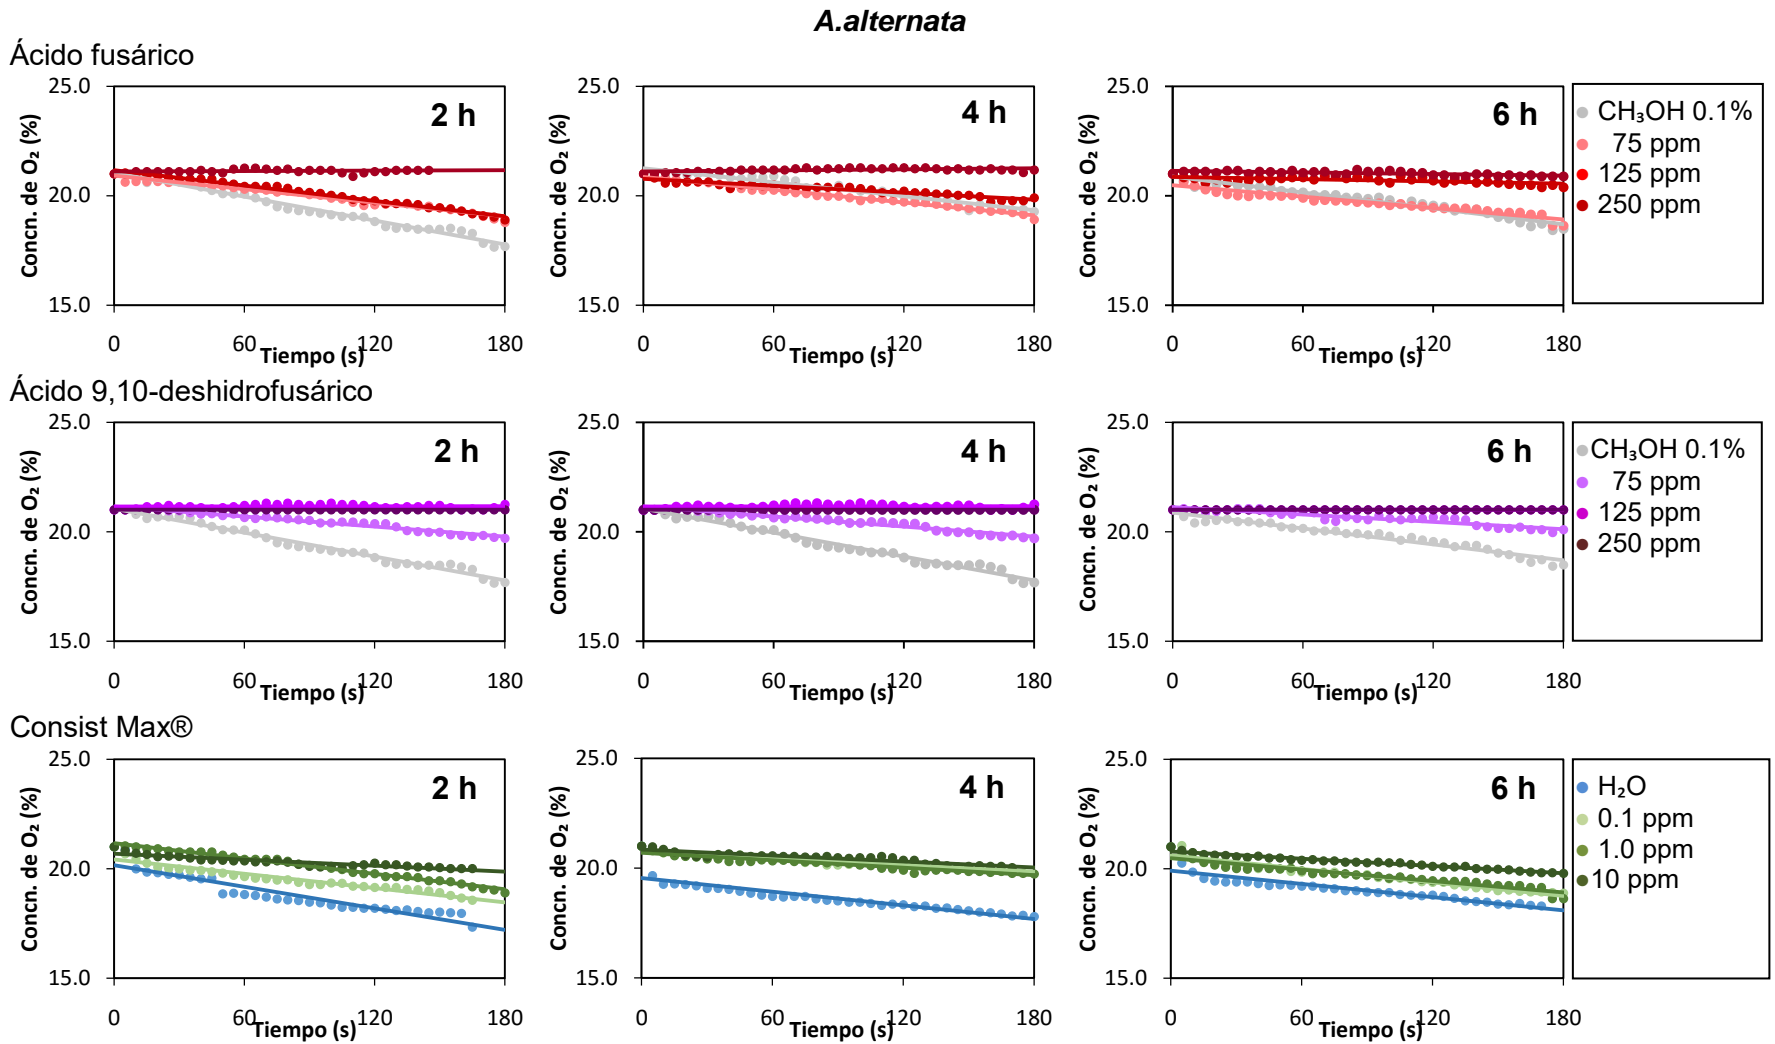 A.alternata
Ácido fusárico
25.0 20.0 15.0
Concn. de O₂ (%)
2 h
0 60 120 180
Tiempo (s)
25.0 20.0 15.0
Concn. de O₂ (%)
4 h
0 60 120 180
Tiempo (s)
25.0 20.0 15.0
Concn. de O₂ (%)
6 h
0 60 120 180
Tiempo (s)
CH₃OH 0.1%
75 ppm
125 ppm
250 ppm
Ácido 9,10-deshidrofusárico
25.0 20.0 15.0
Concn. de O₂ (%)
2 h
0 60 120 180
Tiempo (s)
25.0 20.0 15.0
Concn. de O₂ (%)
4 h
0 60 120 180
Tiempo (s)
25.0 20.0 15.0
Concn. de O₂ (%)
6 h
0 60 120 180
Tiempo (s)
CH₃OH 0.1%
75 ppm
125 ppm
250 ppm
Consist Max®
25.0 20.0 15.0
Concn. de O₂ (%)
2 h
0 60 120 180
Tiempo (s)
25.0 20.0 15.0
Concn. de O₂ (%)
4 h
0 60 120 180
Tiempo (s)
25.0 20.0 15.0
Concn. de O₂ (%)
6 h
0 60 120 180
Tiempo (s)
H₂O
0.1 ppm
1.0 ppm
10 ppm